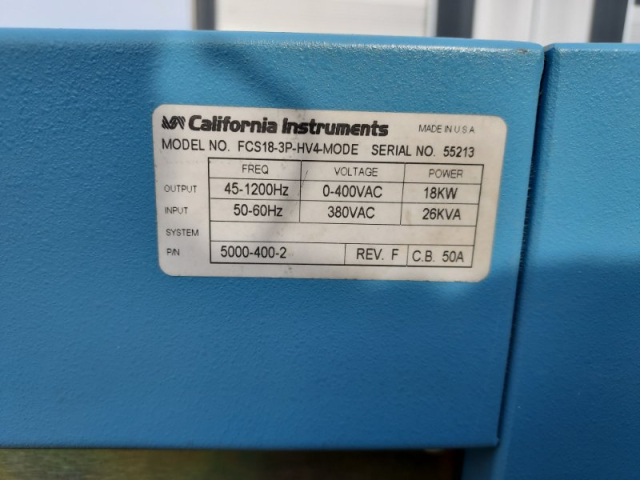 California Instruments MADE IN U.S.A
MODEL NO. FCS18-3P-HV4-MODE SERIAL NO. 55213
FREQ VOLTAGE POWER
OUTPUT 45-1200Hz 0-400VAC 18KW
INPUT 50-60Hz 380VAC 26KVA
SYSTEM
P/N 5000-400-2 REV. F C.B. 50A